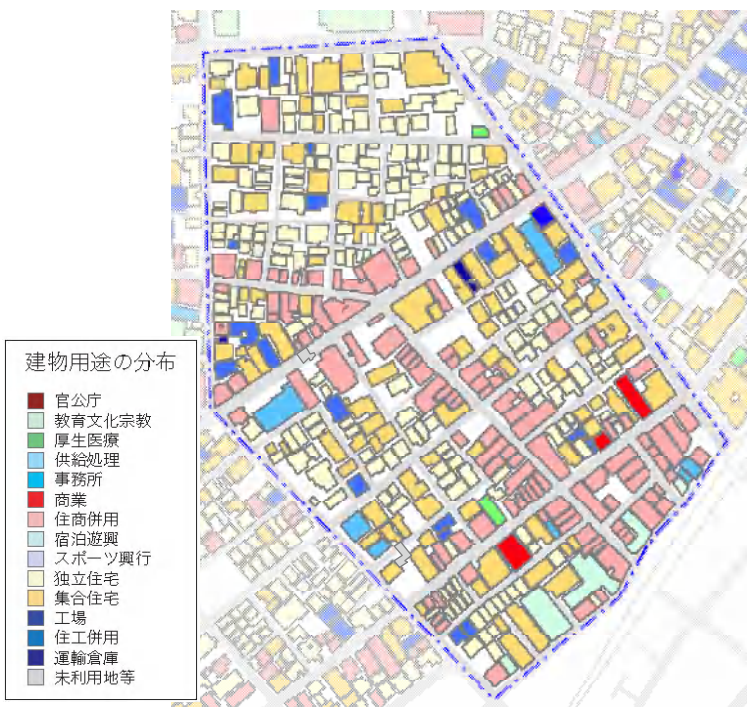 建物用途の分布
官公庁
教育文化宗教
厚生医療
供給処理
事務所
商業
住商併用
宿泊遊興
スポーツ興行
独立住宅
集合住宅
工場
住工併用
運輸倉庫
未利用地等